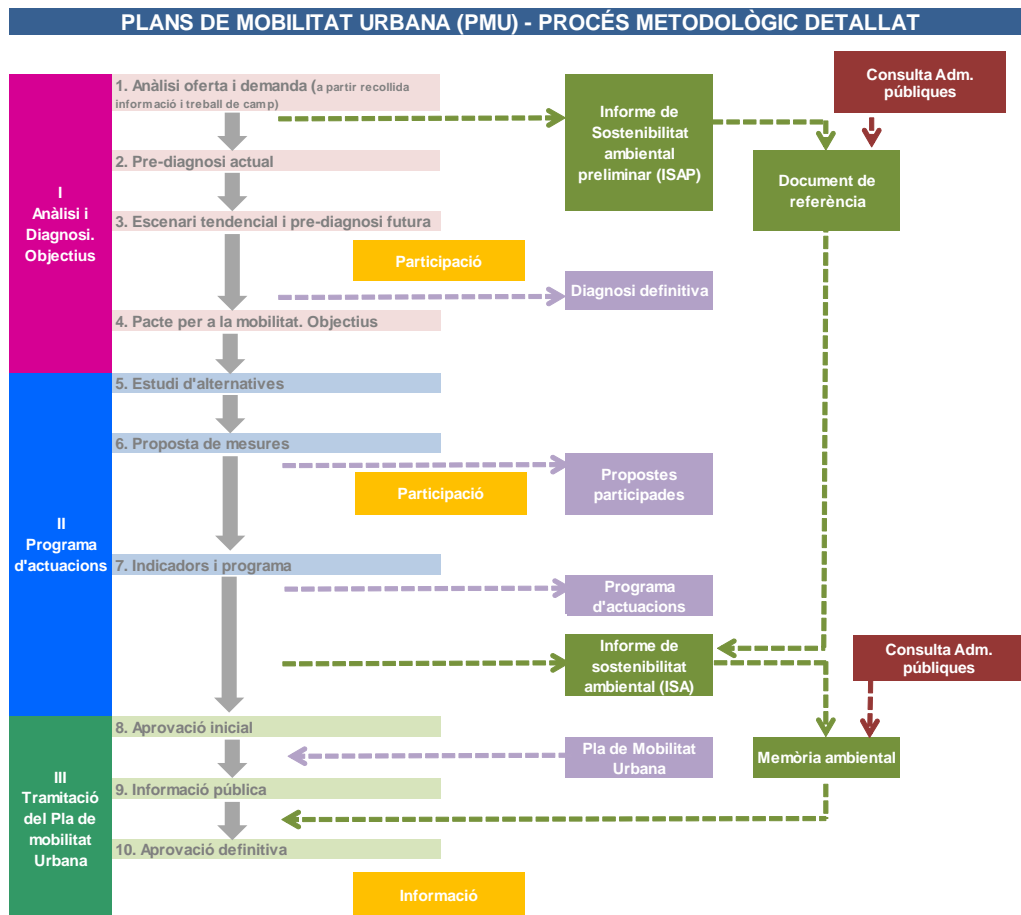 PLANS DE MOBILITAT URBANA (PMU) - PROCÉS METODOLÒGIC DETALLAT
I
Anàlisi i
Diagnosi.
Objectius
1. Anàlisi oferta i demanda (a partir recollida
informació i treball de camp)
2. Pre-diagnosi actual
3. Escenari tendencial i pre-diagnosi futura
Participació
4. Pacte per a la mobilitat. Objectius
Informe de
Sostenibilitat
ambiental
preliminar (ISAP)
Consulta Adm.
públiques
Document de
referència
Diagnosi definitiva
II
Programa
d'actuacions
5. Estudi d'alternatives
6. Proposta de mesures
Participació
7. Indicadors i programa
Propostes
participades
Programa
d'actuacions
Informe de
sostenibilitat
ambiental (ISA)
Consulta Adm.
públiques
III
Tramitació
del Pla de
mobilitat
Urbana
8. Aprovació inicial
9. Informació pública
10. Aprovació definitiva
Pla de Mobilitat
Urbana
Memòria ambiental
Informació